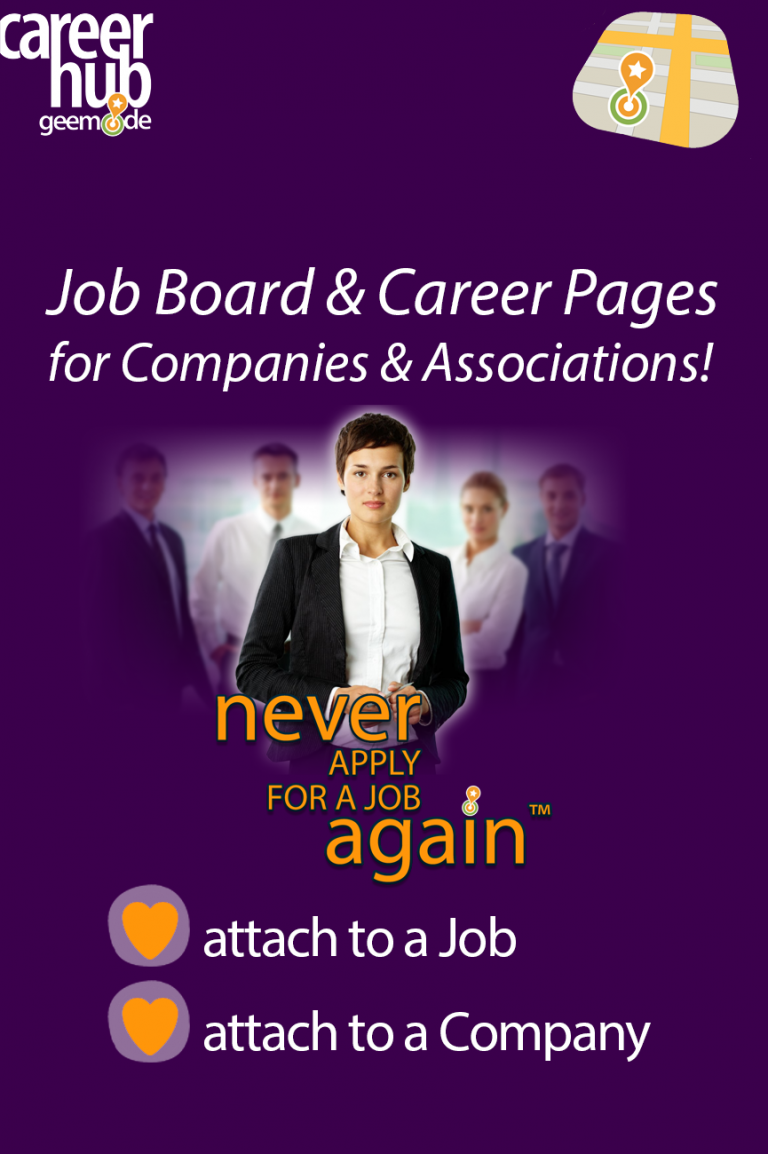 career
hub
geemode
Job Board & Career Pages
for Companies & Associations!
never
APPLY
FOR A JOB
again™
attach to a Job
attach to a Company